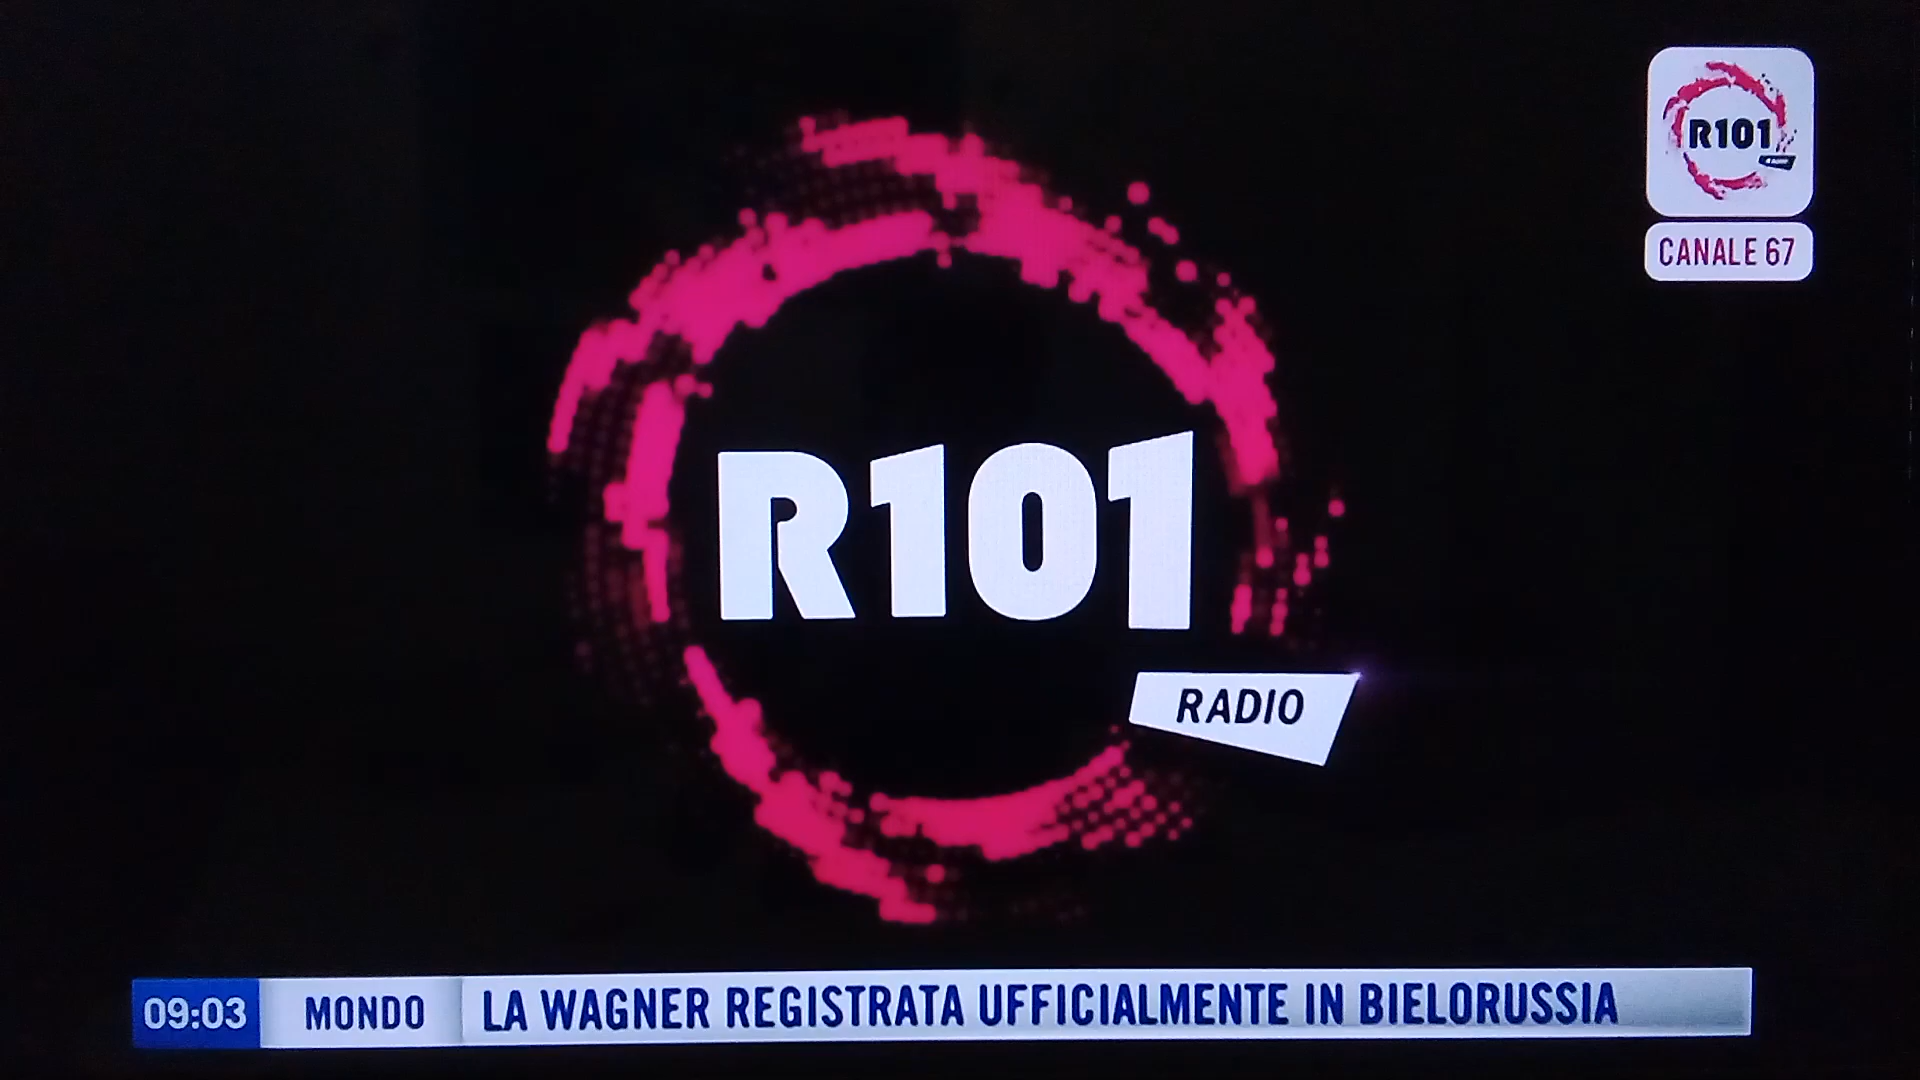 R101
CANALE 67
R101
RADIO
09:03 MONDO LA WAGNER REGISTRATA UFFICIALMENTE IN BIELORUSSIA